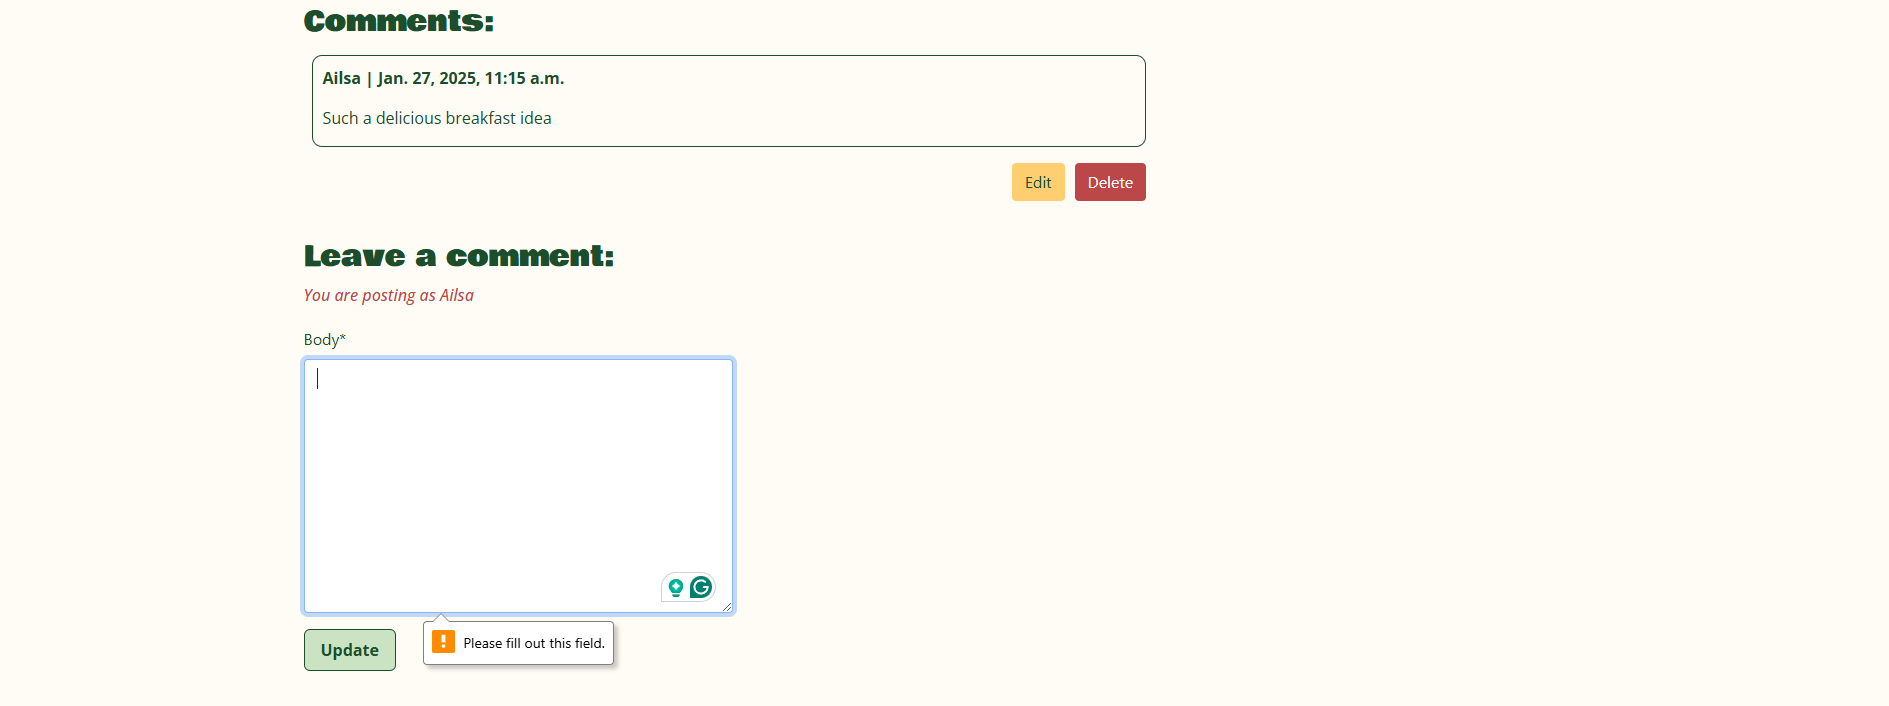 Comments:
Ailsa | Jan. 27, 2025, 11:15 a.m.
Such a delicious breakfast idea
Edit
Delete
Leave a comment:
You are posting as Ailsa
Body*
Update
Please fill out this field.